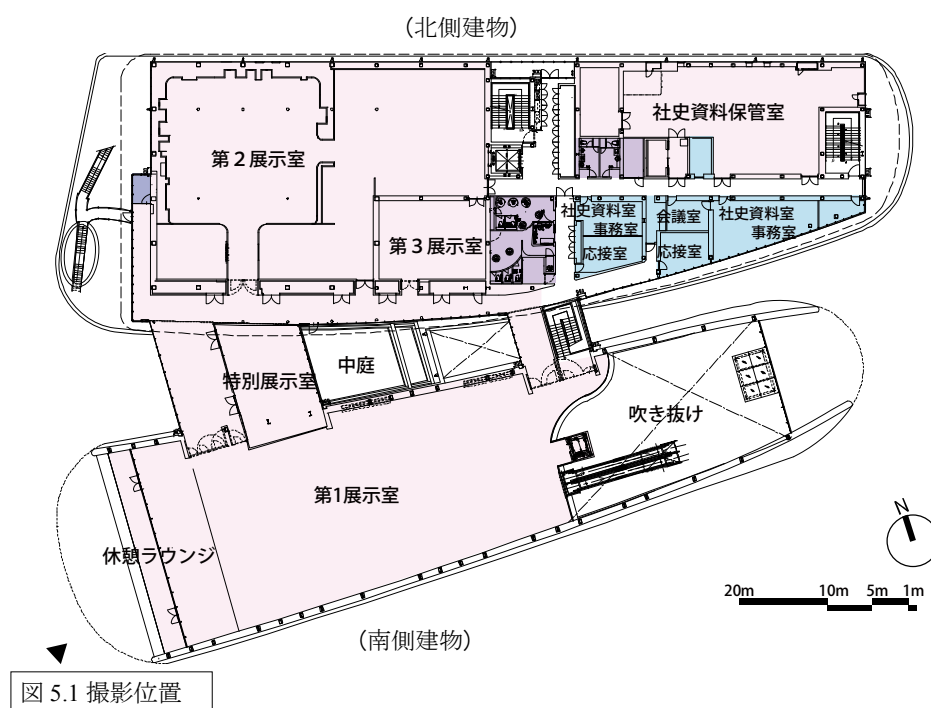 (北側建物)
社史資料保管室
第２展示室
社史資料室
事務室
会議室
社史資料室
事務室
第３展示室
応接室
応接室
中庭
特別展示室
吹き抜け
第1展示室
N
休憩ラウンジ
20m 10m 5m 1m
(南側建物)
図 5.1 撮影位置